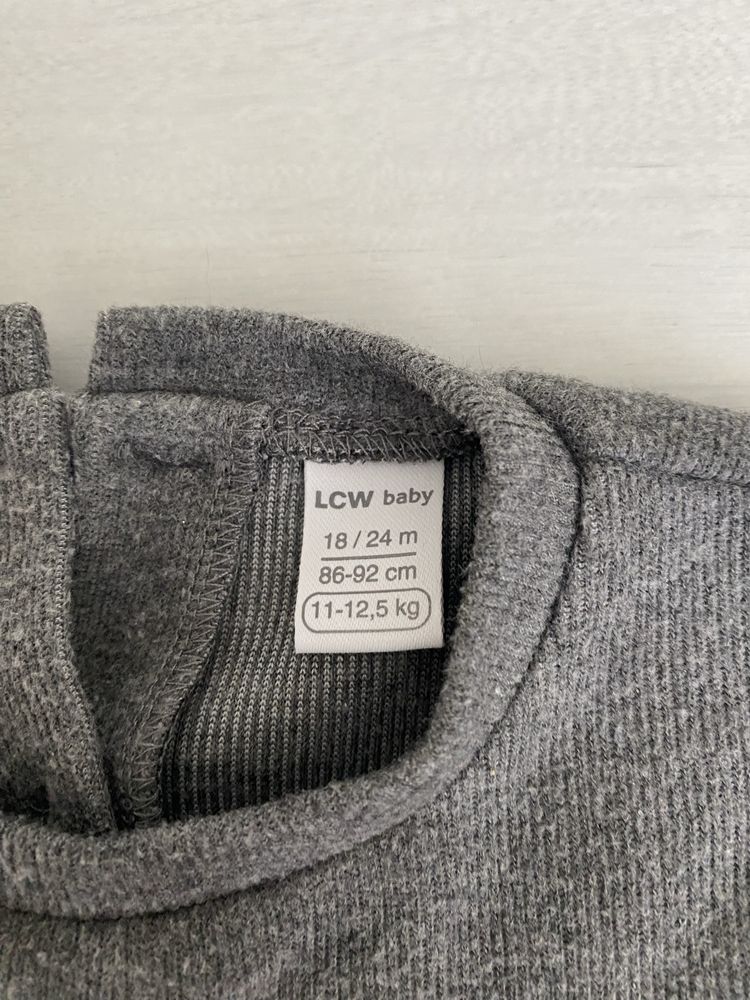 LCW baby
18 / 24 m
86-92 cm
11-12,5 kg